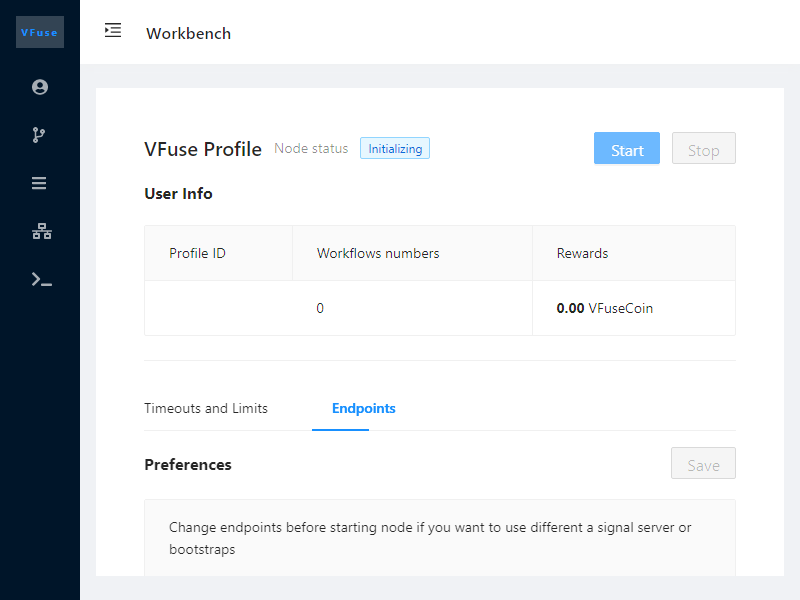 VFuse
Workbench
VFuse Profile Node status Initializing Start Stop
User Info
Profile ID Workflows numbers Rewards
0 0.00 VFuseCoin
Timeouts and Limits Endpoints
Preferences Save
Change endpoints before starting node if you want to use different a signal server or
bootstraps